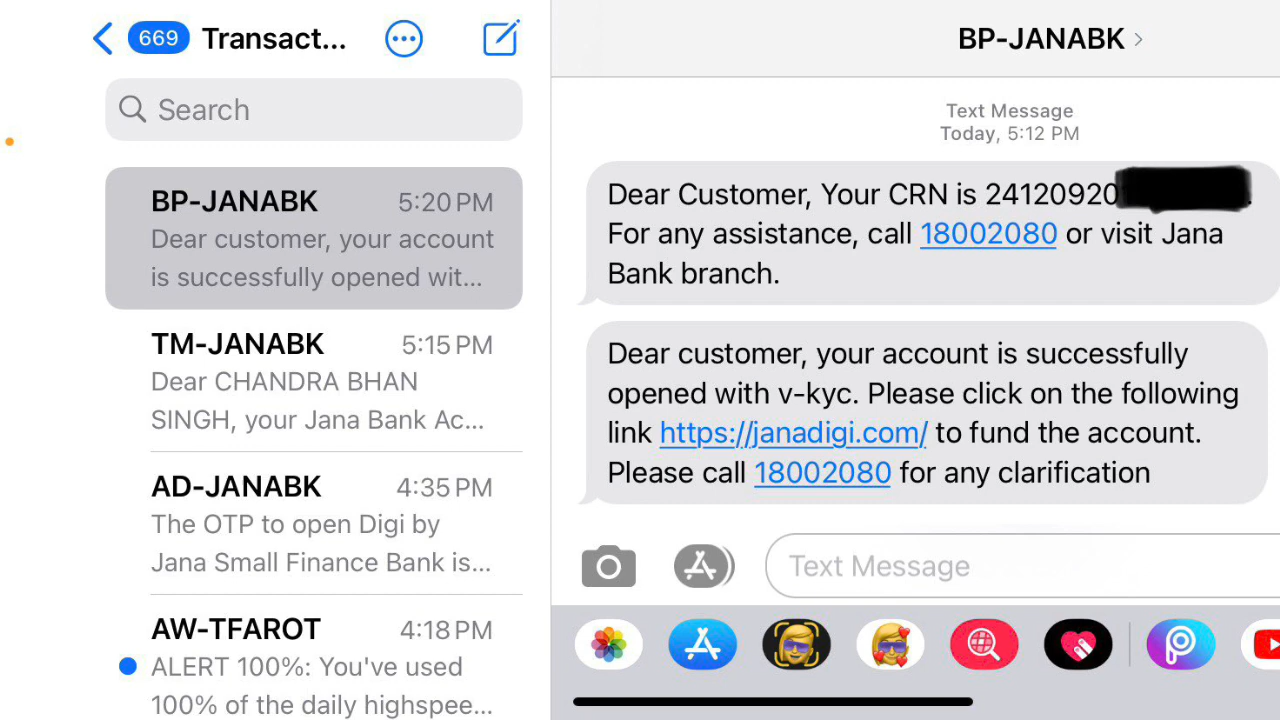 669 Transact...
Search
BP-JANABK 5:20 PM
Dear customer, your account
is successfully opened wit...
TM-JANABK 5:15 PM
Dear CHANDRA BHAN
SINGH, your Jana Bank Ac...
AD-JANABK 4:35 PM
The OTP to open Digi by
Jana Small Finance Bank is...
AW-TFAROT 4:18 PM
ALERT 100%: You've used
100% of the daily highspee...
BP-JANABK
Text Message
Today, 5:12 PM
Dear Customer, Your CRN is 24120920
For any assistance, call 18002080 or visit Jana
Bank branch.
Dear customer, your account is successfully
opened with v-kyc. Please click on the following
link https://janadigi.com/ to fund the account.
Please call 18002080 for any clarification
Text Message